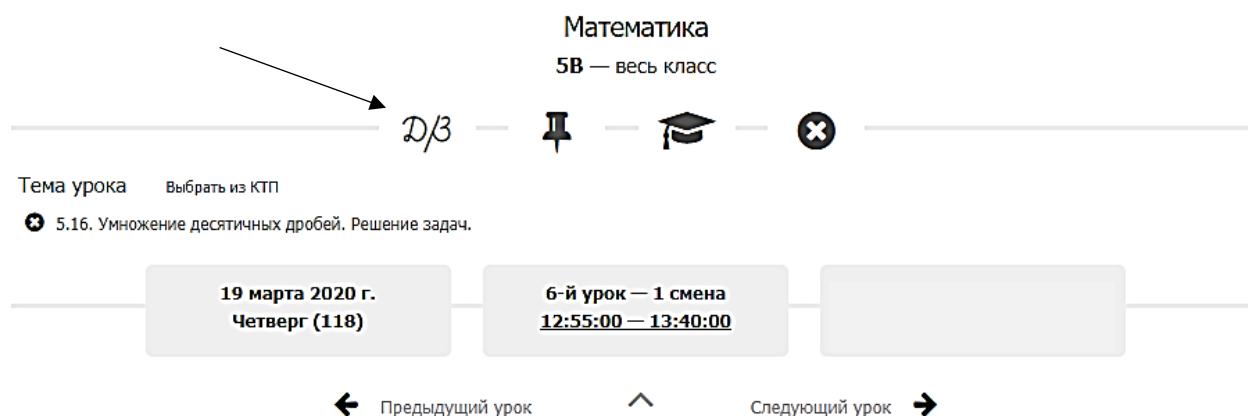 Математика
5В — весь класс
Д/З
Тема урока Выбрать из КТП
5.16. Умножение десятичных дробей. Решение задач.
19 марта 2020 г.
Четверг (118)
6-й урок — 1 смена
12:55:00 — 13:40:00
Предыдущий урок Следующий урок